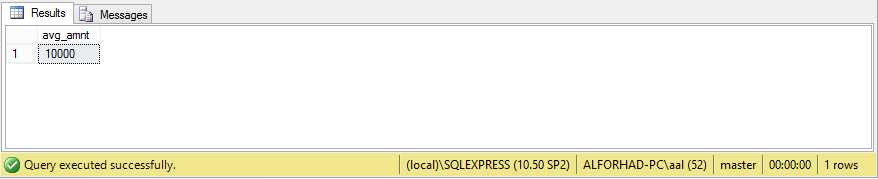 Results Messages
avg_amnt
1 10000
Query executed successfully. (local)\SQLEXPRESS (10.50 SP2) ALFORHAD-PC\aal (52) master 00:00:00 1 rows